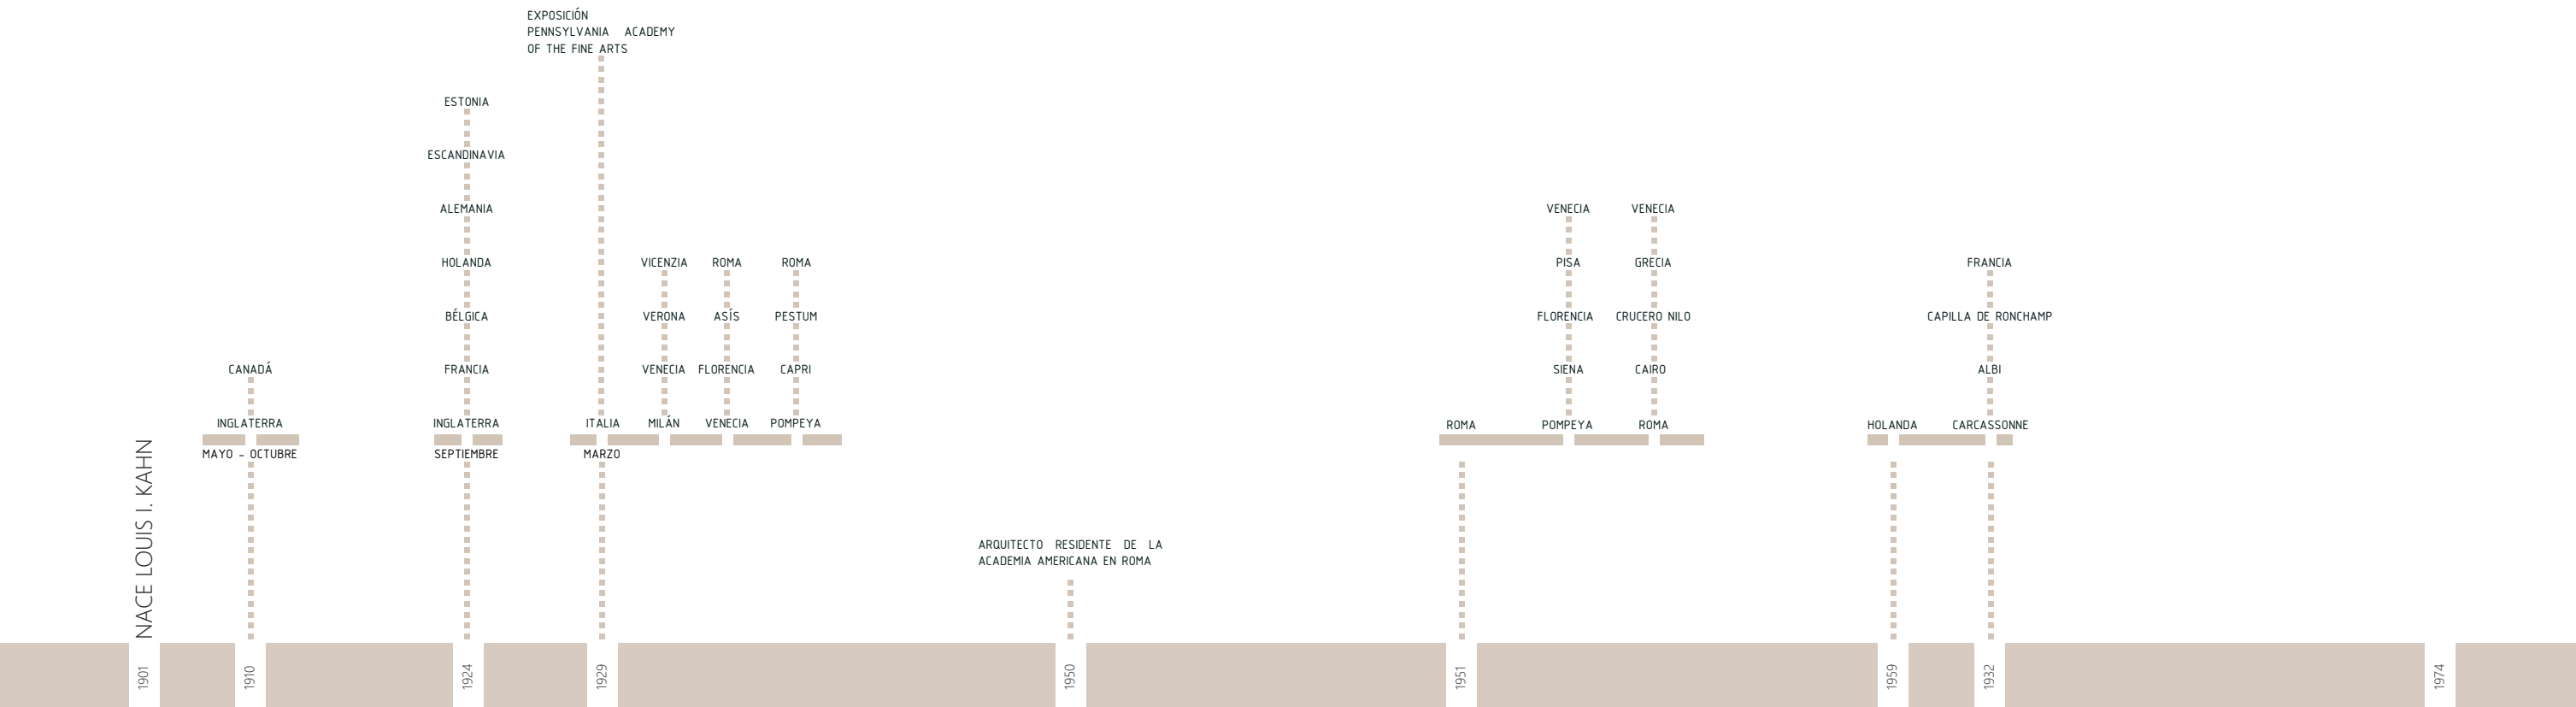 EXPOSICIÓN
PENNSYLVANIA ACADEMY
OF THE FINE ARTS
NACE LOUIS I. KAHN
1901
CANADÁ
INGLATERRA
MAYO - OCTUBRE
1910
ESTONIA
ESCANDINAVIA
ALEMANIA
HOLANDA
BÉLGICA
FRANCIA
INGLATERRA
SEPTIEMBRE
1924
ITALIA
MARZO
1929
VICENZIA
VERONA
VENECIA
MILÁN
ROMA
ASÍS
FLORENCIA
VENECIA
ROMA
PESTUM
CAPRI
POMPEYA
ARQUITECTO RESIDENTE DE LA
ACADEMIA AMERICANA EN ROMA
1950
ROMA
1951
VENECIA
PISA
FLORENCIA
SIENA
POMPEYA
VENECIA
GRECIA
CRUCERO NILO
CAIRO
ROMA
HOLANDA
1959
FRANCIA
CAPILLA DE RONCHAMP
ALBI
CARCASSONNE
1932
1974